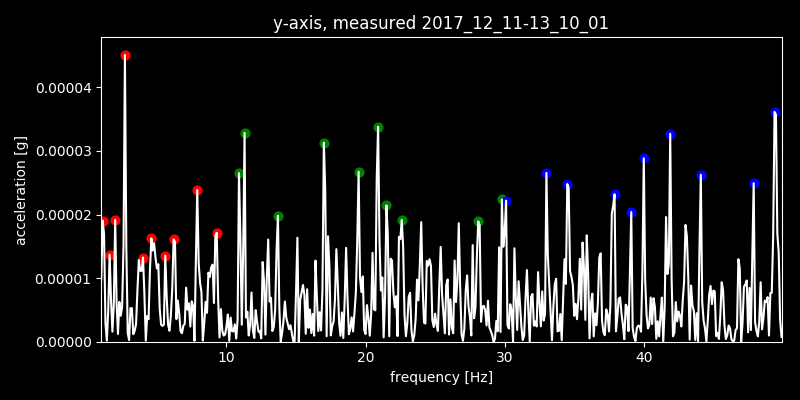 y-axis, measured 2017_12_11-13_10_01
acceleration [g]
0.00004
0.00003
0.00002
0.00001
0.00000
10 20 30 40
frequency [Hz]